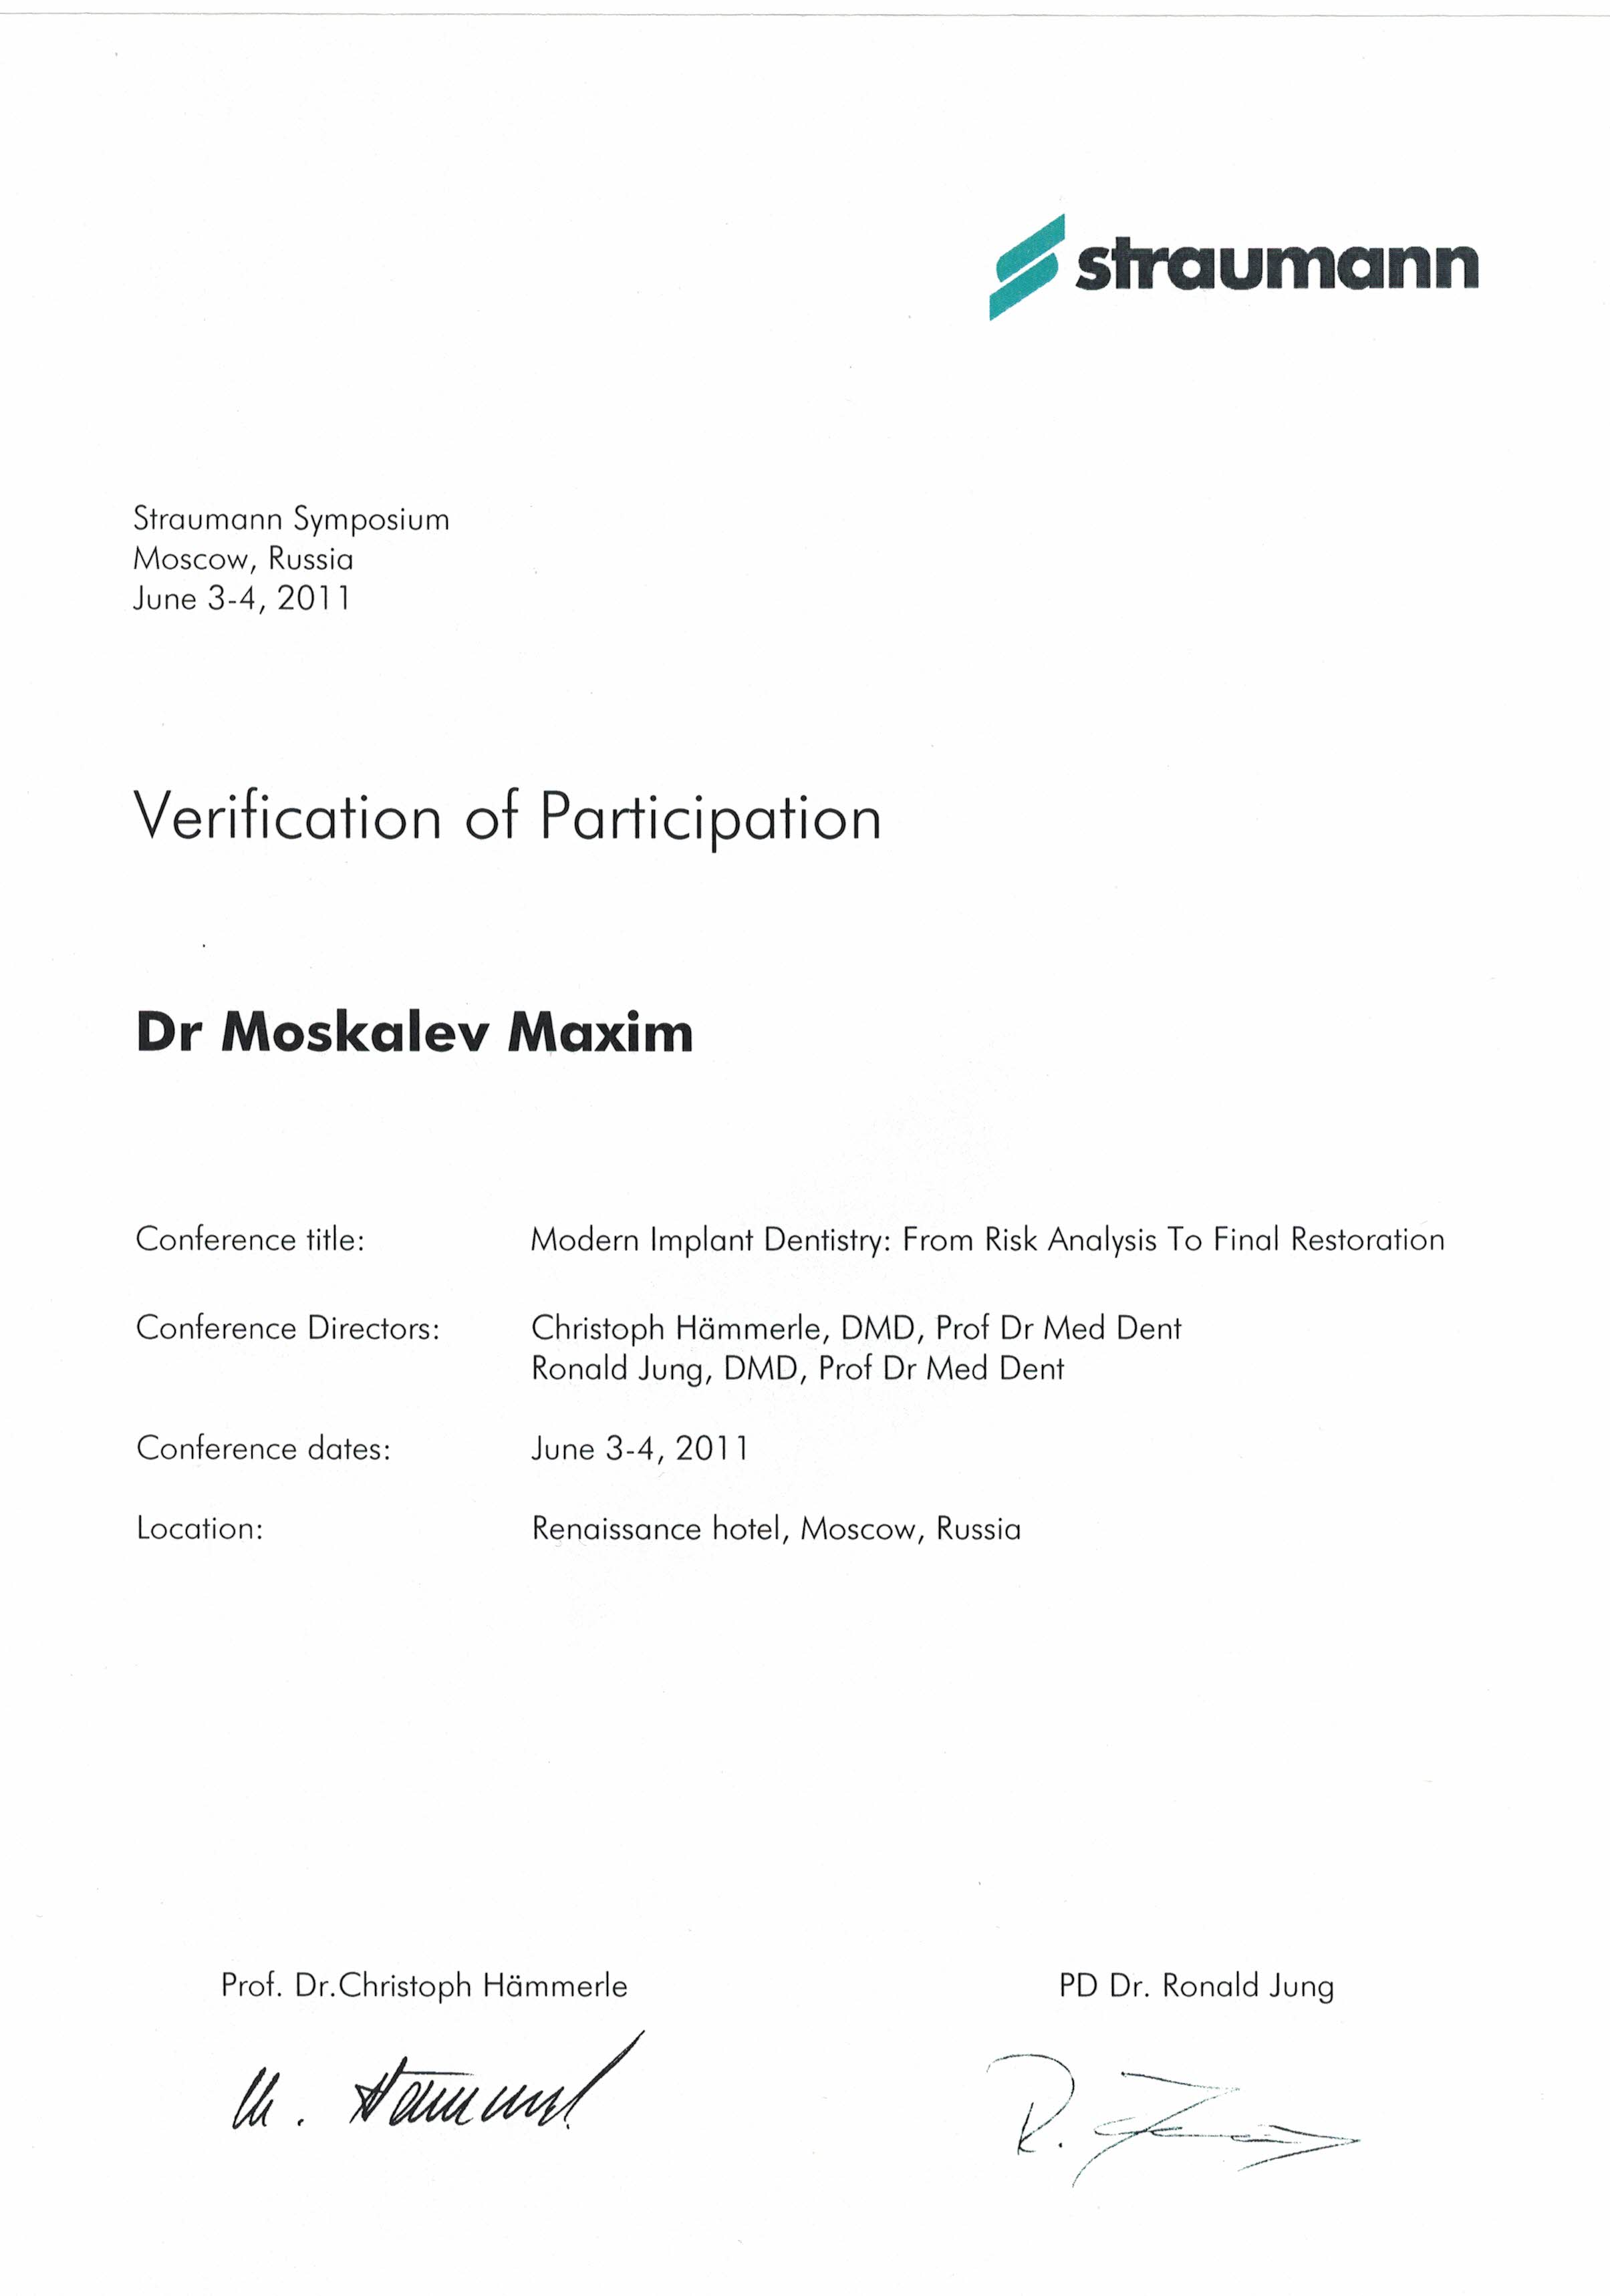 straumann
Straumann Symposium
Moscow, Russia
June 3-4, 2011
Verification of Participation
Dr Moskalev Maxim
Conference title: Modern Implant Dentistry: From Risk Analysis To Final Restoration
Conference Directors: Christoph Hämmerle, DMD, Prof Dr Med Dent
Ronald Jung, DMD, Prof Dr Med Dent
Conference dates: June 3-4, 2011
Location: Renaissance hotel, Moscow, Russia
Prof. Dr.Christoph Hämmerle PD Dr. Ronald Jung